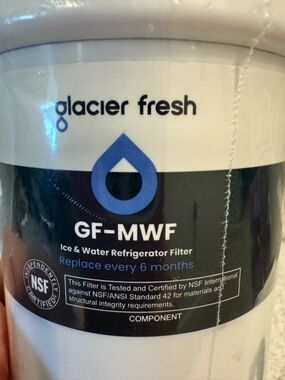 glacier fresh
GF-MWF
Ice & Water Refrigerator Filter
Replace every 6 months
INDEPENDENTLY
NSF
CERTIFIED
This Filter is Tested and Certified by NSF International
against NSF/ANSI Standard 42 for materials and
structural integrity requirements.
COMPONENT